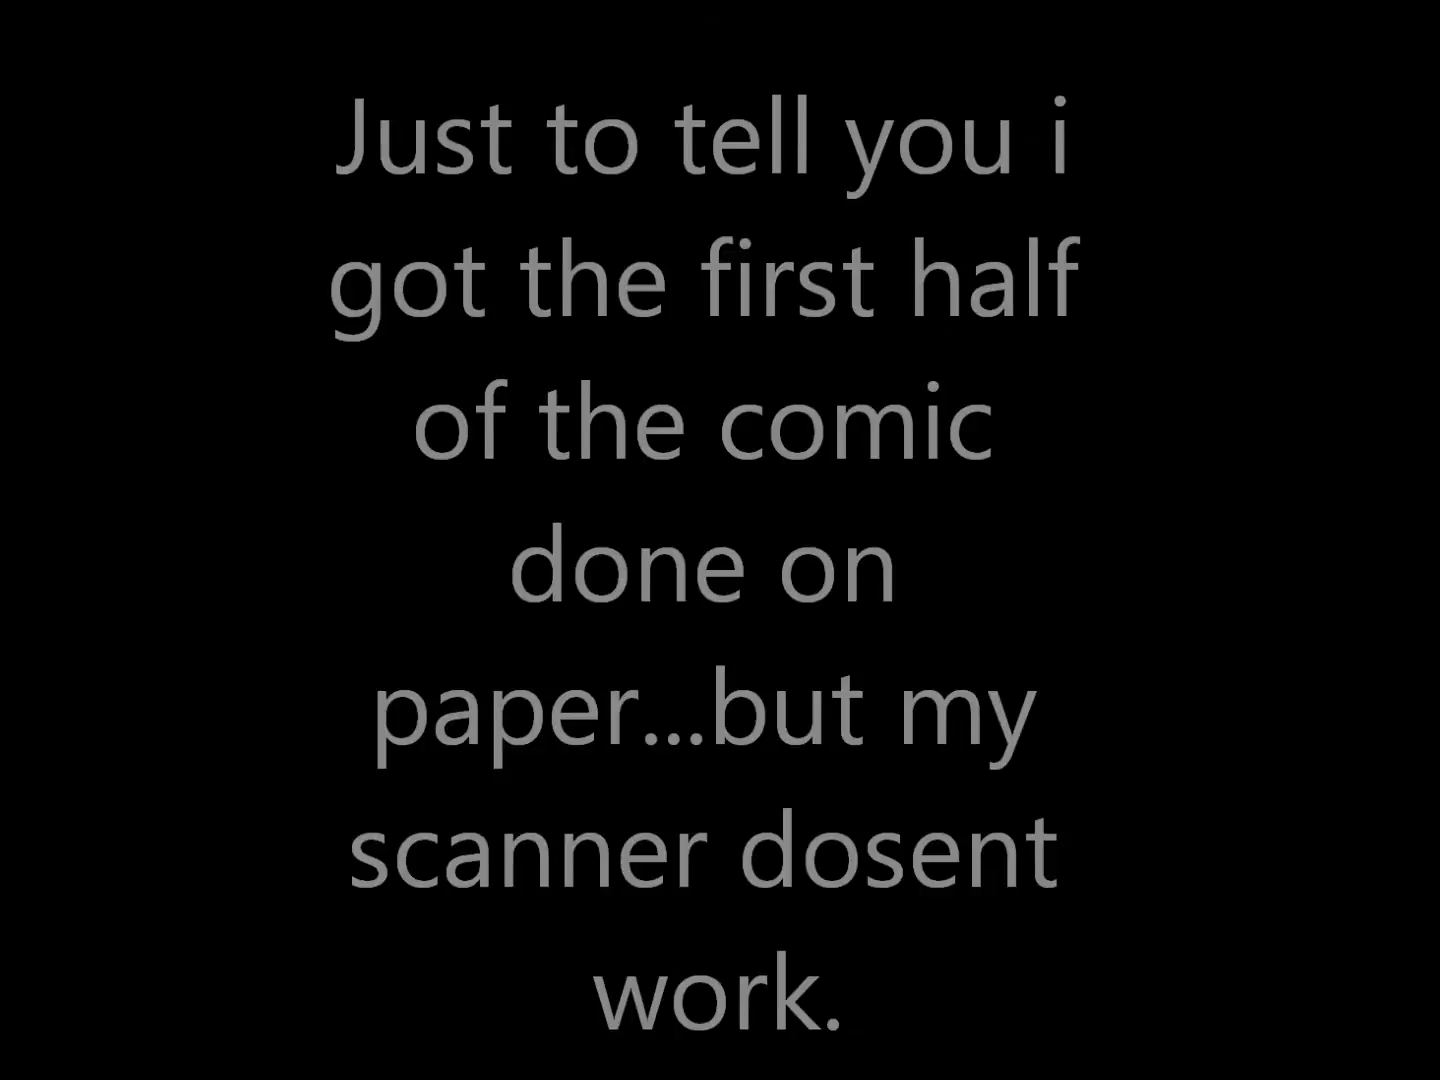 Just to tell you i
got the first half
of the comic
done on
paper...but my
scanner dosent
work.